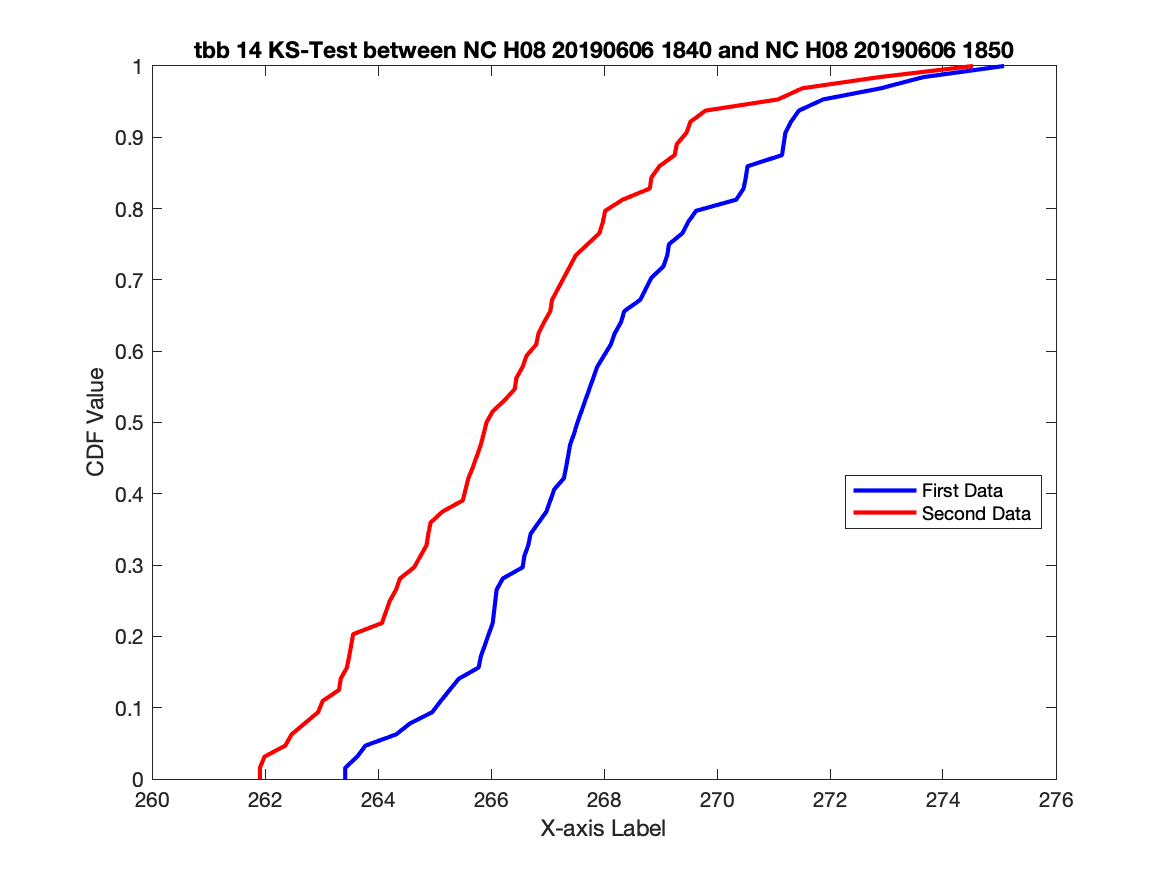 tbb 14 KS-Test between NC H08 20190606 1840 and NC H08 20190606 1850
1
0.9
0.8
0.7
0.6
0.5
0.4
0.3
0.2
0.1
0
CDF Value
First Data
Second Data
260 262 264 266 268 270 272 274 276
X-axis Label